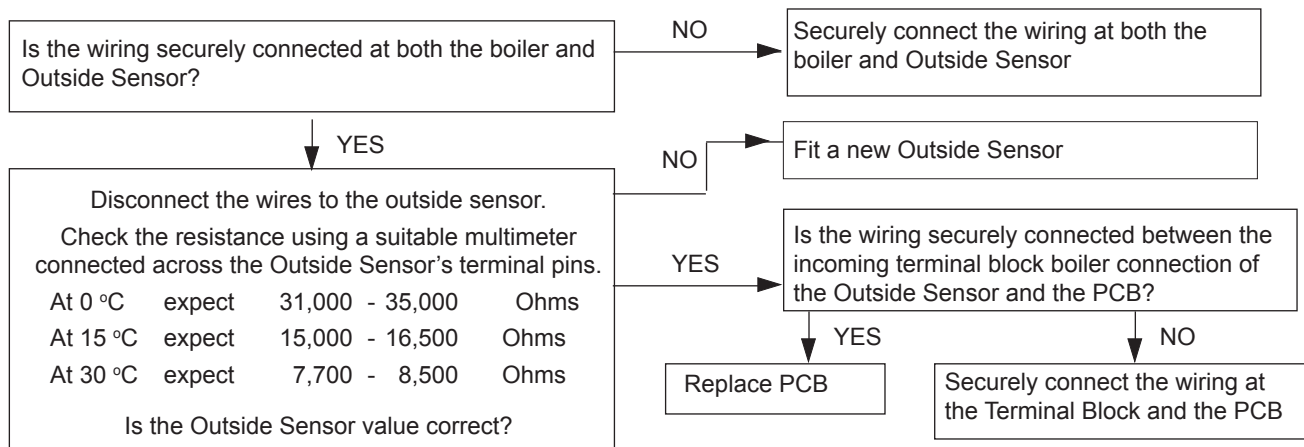 Is the wiring securely connected at both the boiler and
Outside Sensor?
NO
Securely connect the wiring at both the
boiler and Outside Sensor
YES
NO
Fit a new Outside Sensor
Disconnect the wires to the outside sensor.
Check the resistance using a suitable multimeter
connected across the Outside Sensor's terminal pins.
At 0 °C expect 31,000 - 35,000 Ohms
At 15 °C expect 15,000 - 16,500 Ohms
At 30 °C expect 7,700 - 8,500 Ohms
Is the Outside Sensor value correct?
YES
Is the wiring securely connected between the
incoming terminal block boiler connection of
the Outside Sensor and the PCB?
YES
NO
Replace PCB
Securely connect the wiring at
the Terminal Block and the PCB